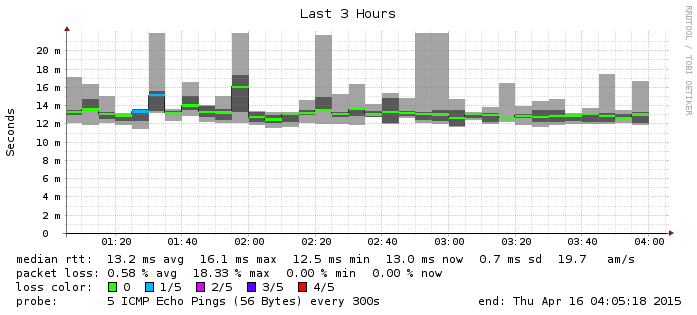 Last 3 Hours
RRDTOOL / TOBI OETIKER
Seconds
20 m
18 m
16 m
14 m
12 m
10 m
8 m
6 m
4 m
2 m
0
01:20 01:40 02:00 02:20 02:40 03:00 03:20 03:40 04:00
median rtt: 13.2 ms avg 16.1 ms max 12.5 ms min 13.0 ms now 0.7 ms sd 19.7 am/s
packet loss: 0.58 % avg 18.33 % max 0.00 % min 0.00 % now
loss color: 0 1/5 2/5 3/5 4/5
probe: 5 ICMP Echo Pings (56 Bytes) every 300s end: Thu Apr 16 04:05:18 2015